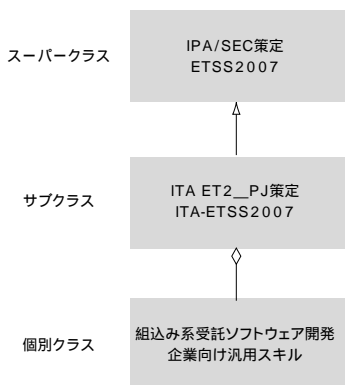 スーパークラス
IPA/SEC策定
ETSS2007
サブクラス
ITA ET2__PJ策定
ITA-ETSS2007
個別クラス
組込み系受託ソフトウェア開発
企業向け汎用スキル